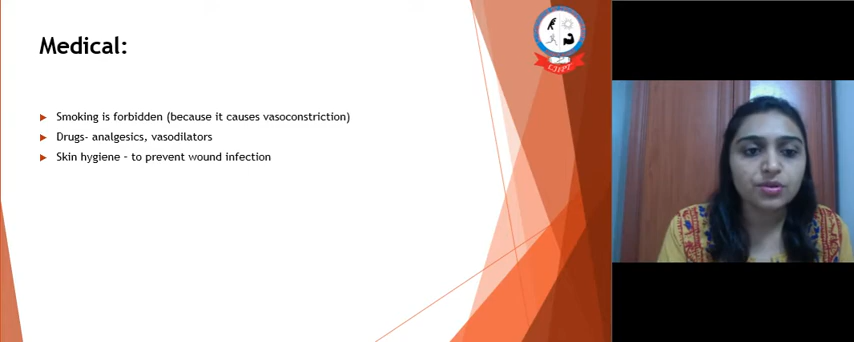 Medical:
Smoking is forbidden (because it causes vasoconstriction)
Drugs- analgesics, vasodilators
Skin hygiene – to prevent wound infection